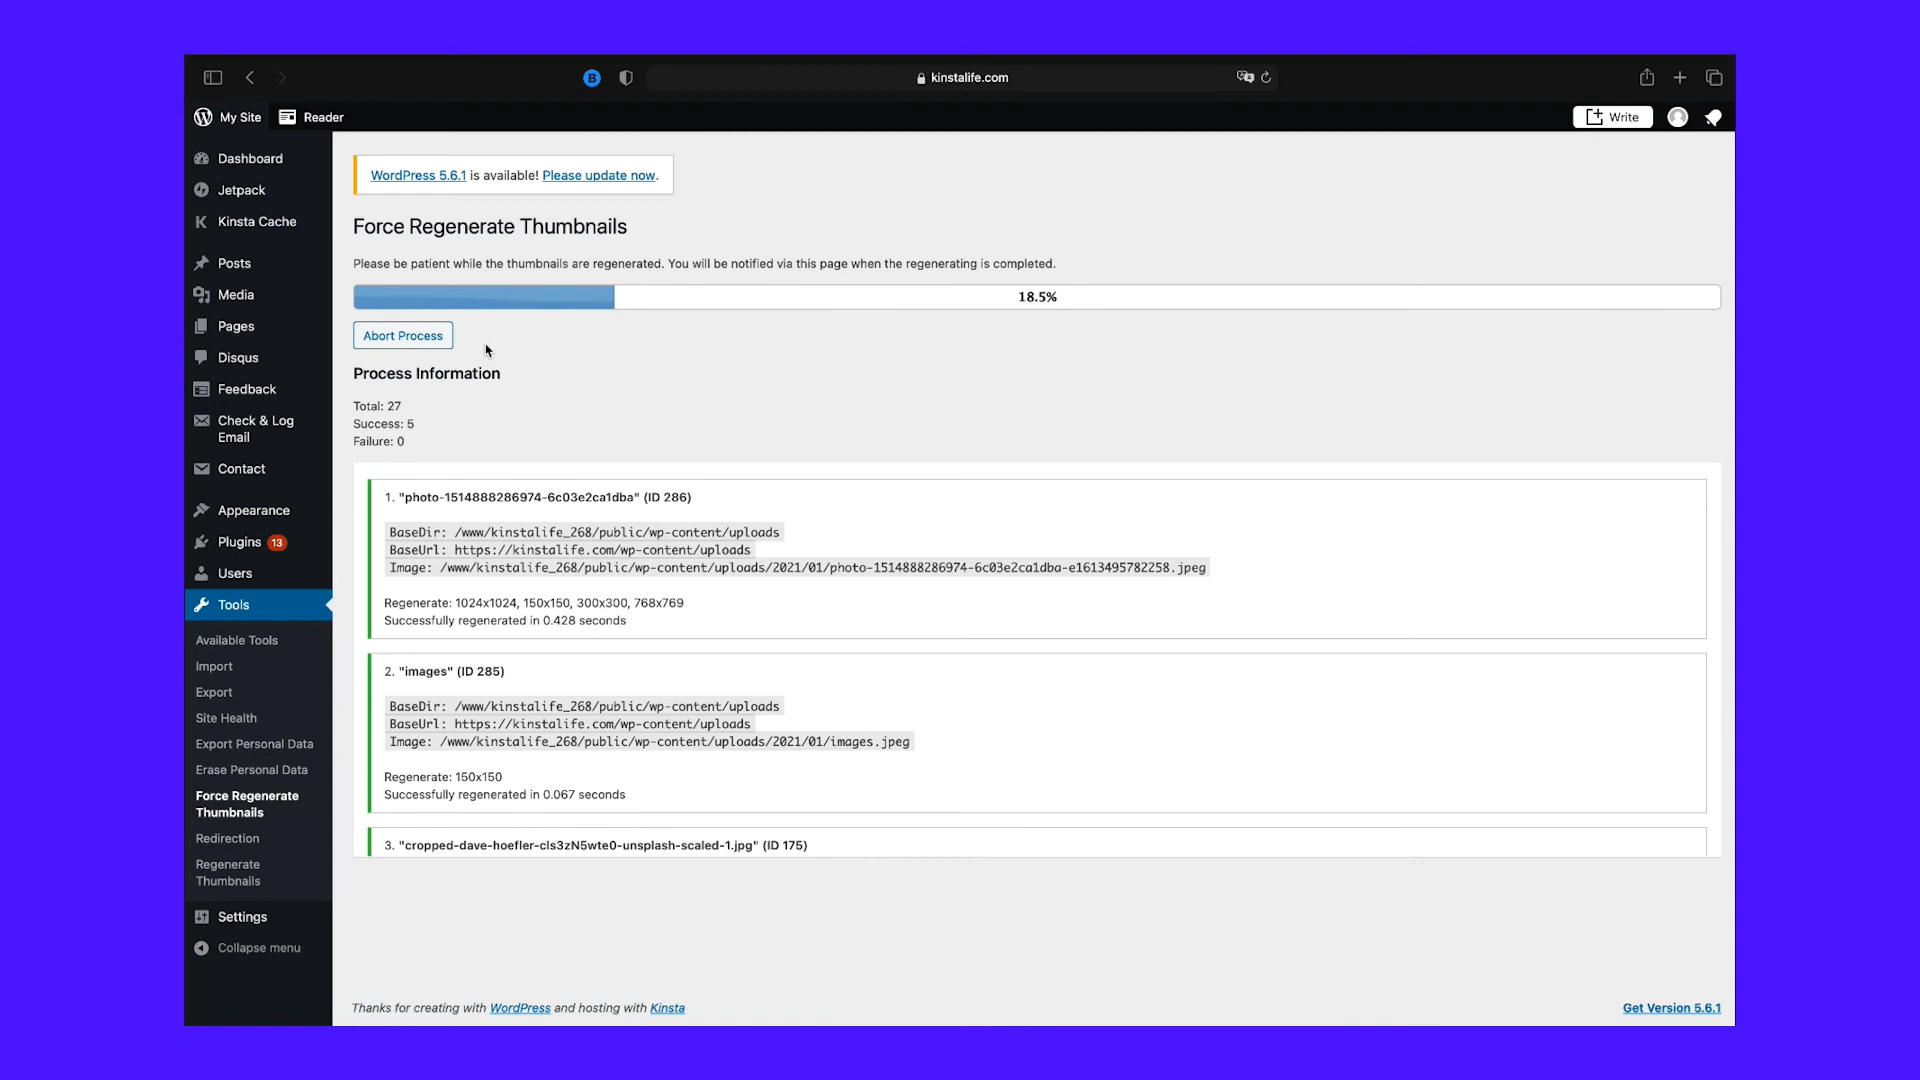 kinstalife.com
My Site
Reader
Write
Dashboard
Jetpack
Kinsta Cache
Posts
Media
Pages
Disqus
Feedback
Check & Log
Email
Contact
Appearance
Plugins 13
Users
Tools
Available Tools
Import
Export
Site Health
Export Personal Data
Erase Personal Data
Force Regenerate
Thumbnails
Redirection
Regenerate
Thumbnails
Settings
Collapse menu
WordPress 5.6.1 is available! Please update now.
Force Regenerate Thumbnails
Please be patient while the thumbnails are regenerated. You will be notified via this page when the regenerating is completed.
18.5%
Abort Process
Process Information
Total: 27
Success: 5
Failure: 0
1. "photo-1514888286974-6c03e2ca1dba" (ID 286)
BaseDir: /www/kinstalife_268/public/wp-content/uploads
BaseUrl: https://kinstalife.com/wp-content/uploads
Image: /www/kinstalife_268/public/wp-content/uploads/2021/01/photo-1514888286974-6c03e2ca1dba-e1613495782258.jpeg
Regenerate: 1024x1024, 150x150, 300x300, 768x769
Successfully regenerated in 0.428 seconds
2. "images" (ID 285)
BaseDir: /www/kinstalife_268/public/wp-content/uploads
BaseUrl: https://kinstalife.com/wp-content/uploads
Image: /www/kinstalife_268/public/wp-content/uploads/2021/01/images.jpeg
Regenerate: 150x150
Successfully regenerated in 0.067 seconds
3. "cropped-dave-hoefler-cls3zN5wte0-unsplash-scaled-1.jpg" (ID 175)
Thanks for creating with WordPress and hosting with Kinsta
Get Version 5.6.1